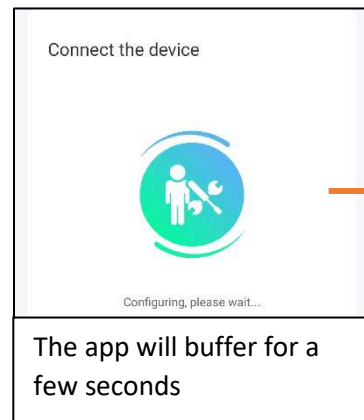 Connect the device
Configuring, please wait...
The app will buffer for a
few seconds